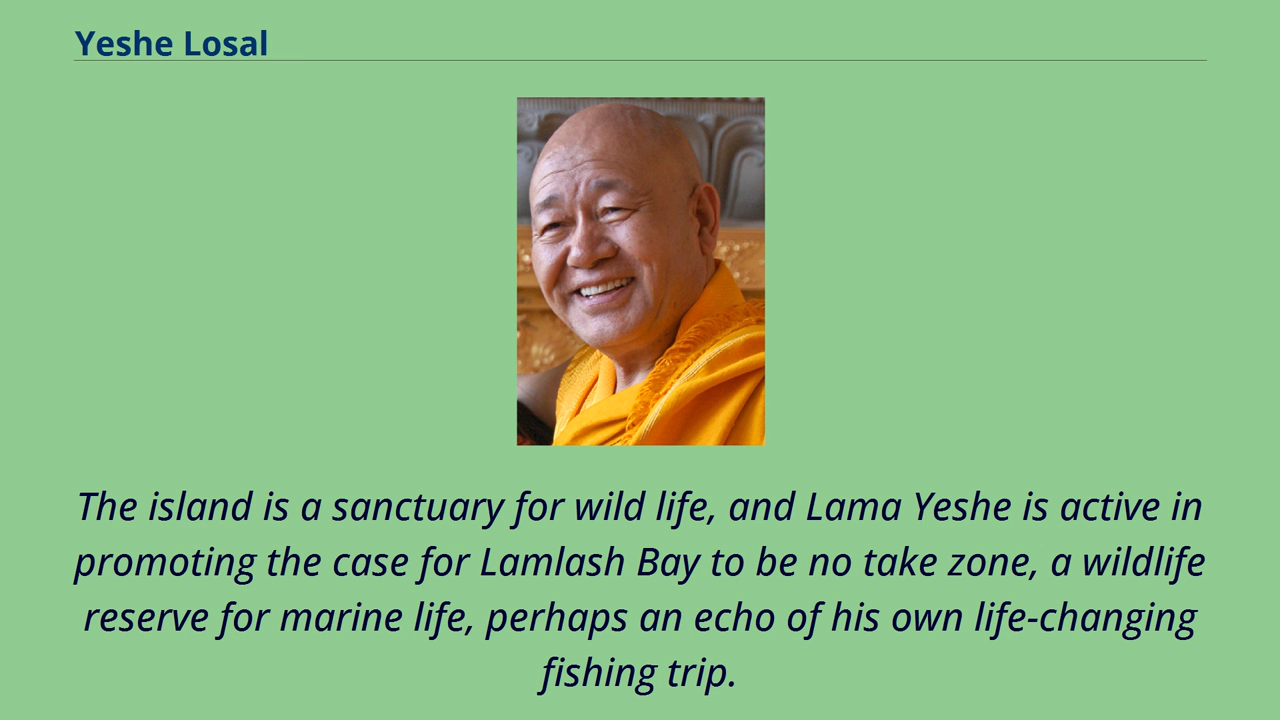 Yeshe Losal
The island is a sanctuary for wild life, and Lama Yeshe is active in
promoting the case for Lamlash Bay to be no take zone, a wildlife
reserve for marine life, perhaps an echo of his own life-changing
fishing trip.